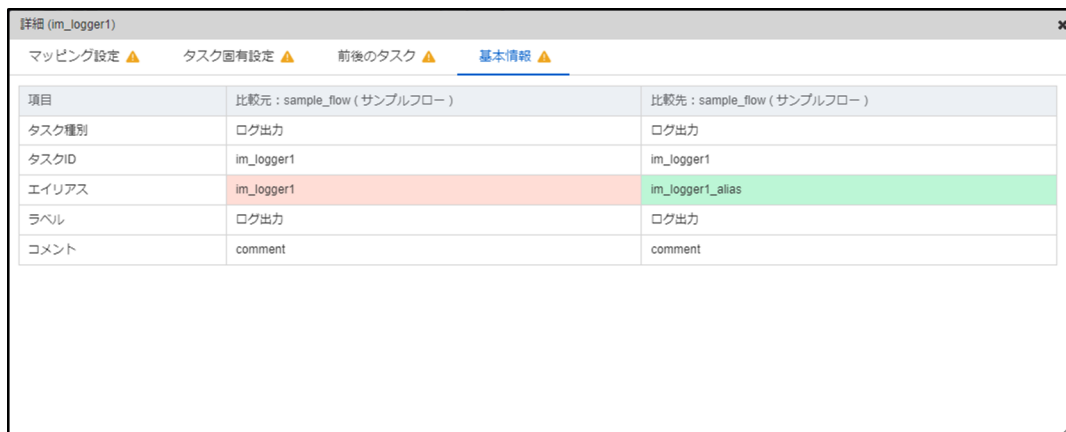 詳細 (im_logger1)
マッピング設定 タスク固有設定 前後のタスク 基本情報
項目 比較元：sample_flow ( サンプルフロー ) 比較先：sample_flow ( サンプルフロー )
タスク種別 ログ出力 ログ出力
タスクID im_logger1 im_logger1
エイリアス im_logger1 im_logger1_alias
ラベル ログ出力 ログ出力
コメント comment comment